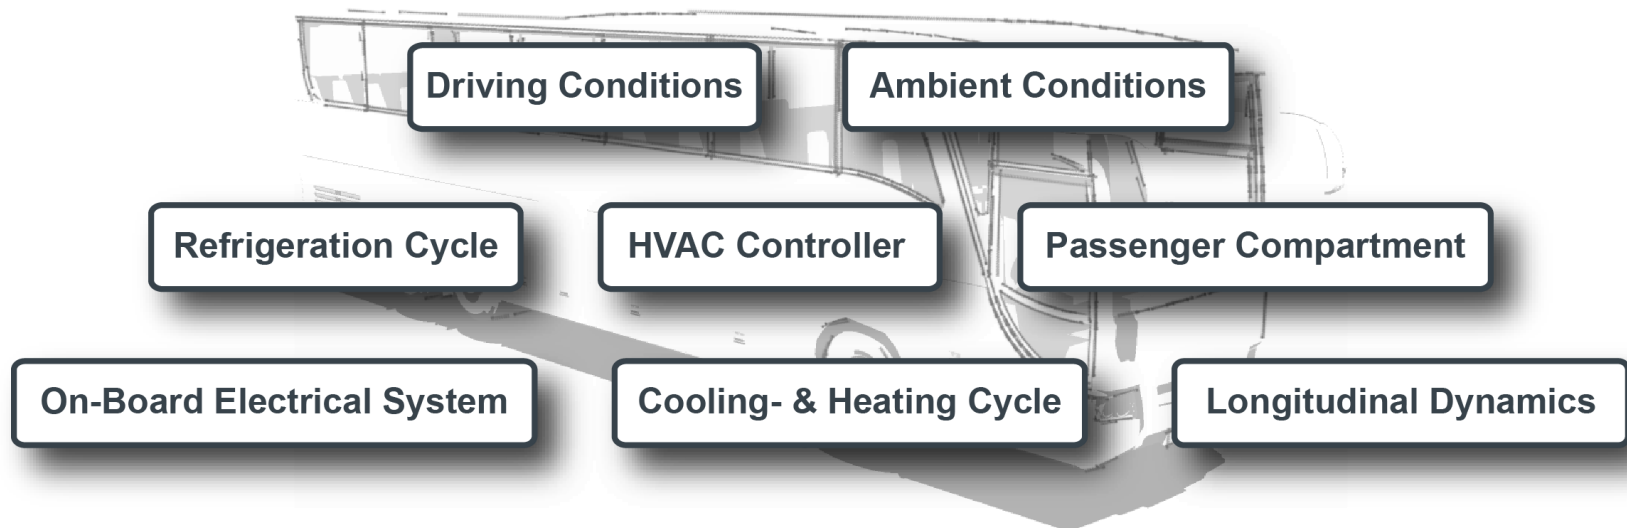 Driving Conditions
Ambient Conditions
Refrigeration Cycle
HVAC Controller
Passenger Compartment
On-Board Electrical System
Cooling- & Heating Cycle
Longitudinal Dynamics